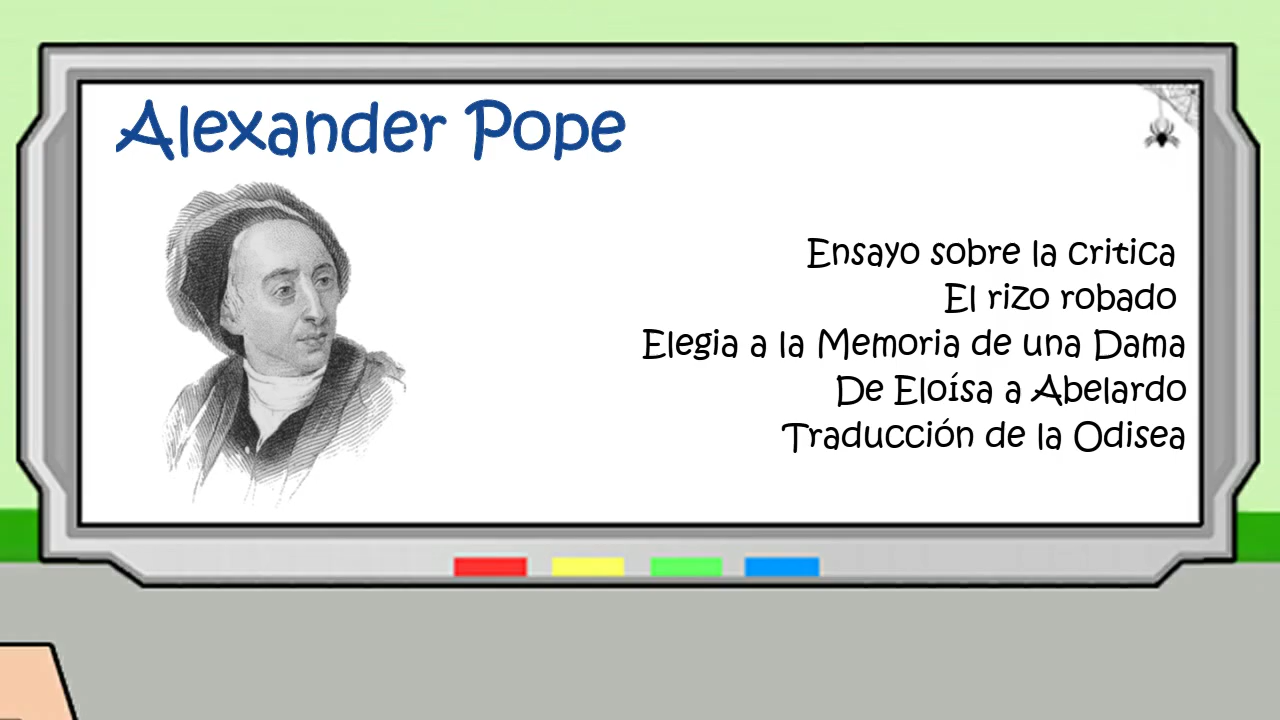 Alexander Pope
Ensayo sobre la critica
El rizo robado
Elegia a la Memoria de una Dama
De Eloísa a Abelardo
Traducción de la Odisea